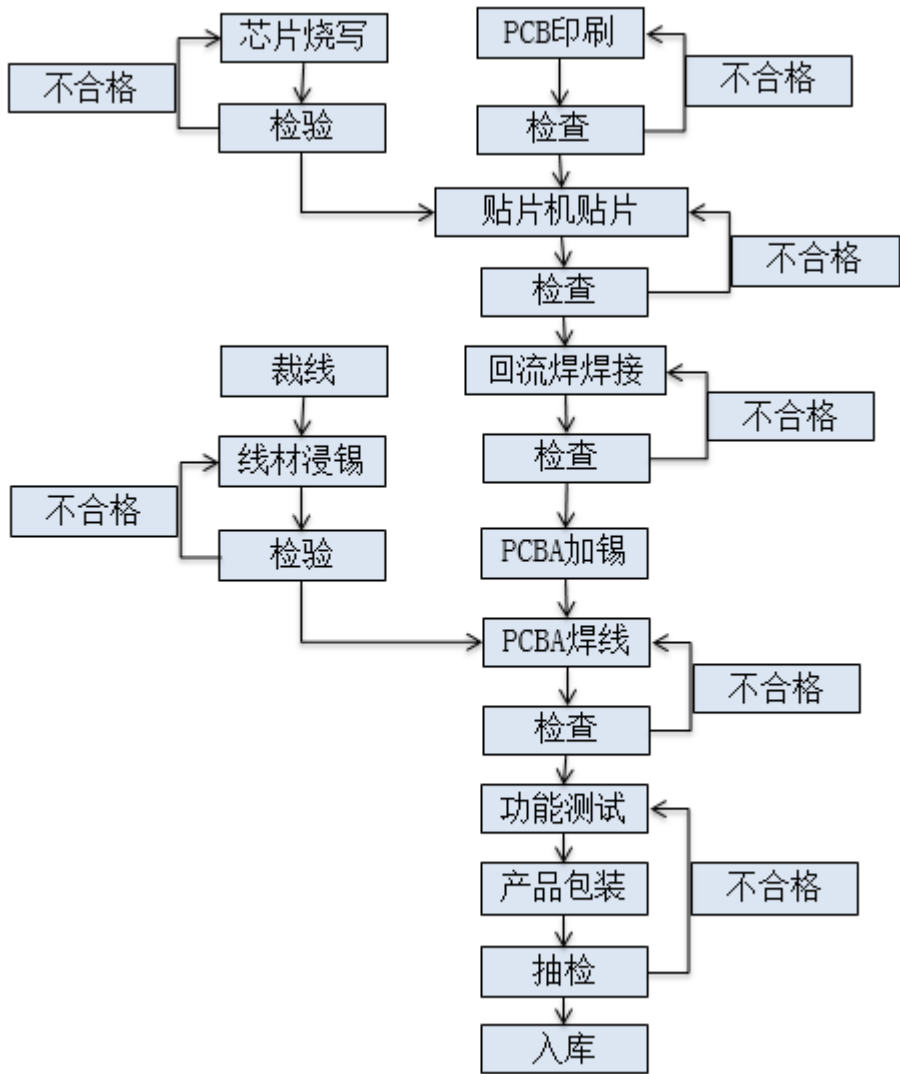 芯片烧写
PCB印刷
不合格
不合格
检验
检查
贴片机贴片
不合格
检查
裁线
回流焊焊接
不合格
线材浸锡
检查
不合格
检验
PCBA加锡
PCBA焊线
不合格
检查
功能测试
产品包装
不合格
抽检
入库